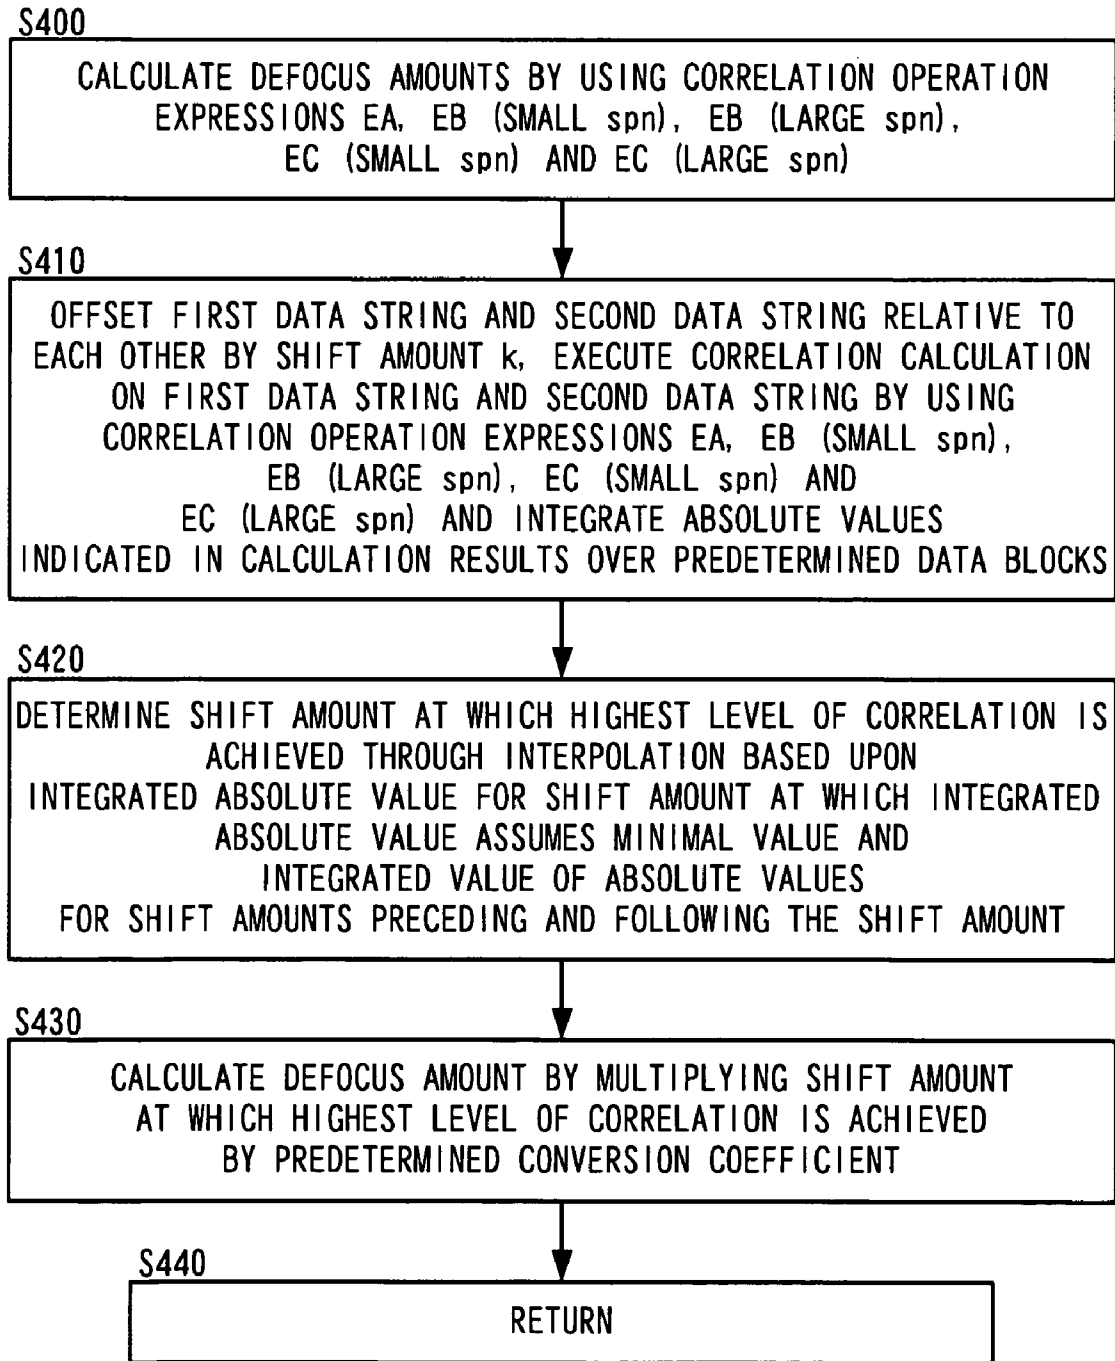 S400
CALCULATE DEFOCUS AMOUNTS BY USING CORRELATION OPERATION
EXPRESSIONS EA, EB (SMALL spn), EB (LARGE spn),
EC (SMALL spn) AND EC (LARGE spn)
S410
OFFSET FIRST DATA STRING AND SECOND DATA STRING RELATIVE TO
EACH OTHER BY SHIFT AMOUNT k, EXECUTE CORRELATION CALCULATION
ON FIRST DATA STRING AND SECOND DATA STRING BY USING
CORRELATION OPERATION EXPRESSIONS EA, EB (SMALL spn),
EB (LARGE spn), EC (SMALL spn) AND
EC (LARGE spn) AND INTEGRATE ABSOLUTE VALUES
INDICATED IN CALCULATION RESULTS OVER PREDETERMINED DATA BLOCKS
S420
DETERMINE SHIFT AMOUNT AT WHICH HIGHEST LEVEL OF CORRELATION IS
ACHIEVED THROUGH INTERPOLATION BASED UPON
INTEGRATED ABSOLUTE VALUE FOR SHIFT AMOUNT AT WHICH INTEGRATED
ABSOLUTE VALUE ASSUMES MINIMAL VALUE AND
INTEGRATED VALUE OF ABSOLUTE VALUES
FOR SHIFT AMOUNTS PRECEDING AND FOLLOWING THE SHIFT AMOUNT
S430
CALCULATE DEFOCUS AMOUNT BY MULTIPLYING SHIFT AMOUNT
AT WHICH HIGHEST LEVEL OF CORRELATION IS ACHIEVED
BY PREDETERMINED CONVERSION COEFFICIENT
S440
RETURN